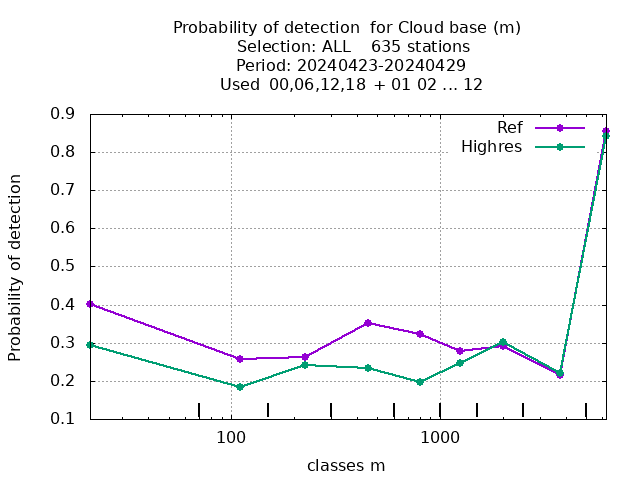 Probability of detection  for Cloud base (m)
Selection: ALL    635 stations
Period: 20240423-20240429
Used  00,06,12,18  + 01 02 ... 12
Ref
Highres
0.9
0.8
0.7
0.6
0.5
0.4
0.3
0.2
0.1
Probability of detection
100
1000
classes m